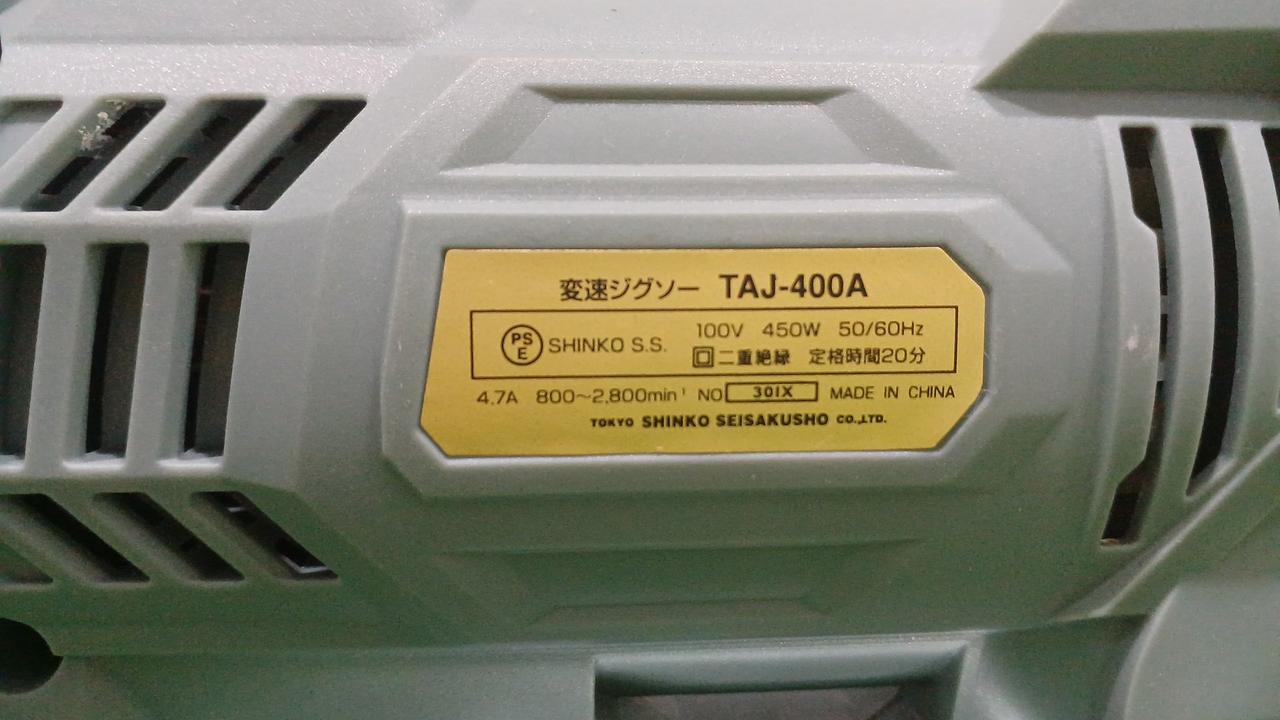 変速ジグソー TAJ-400A
PSE SHINKO S.S. 100V 450W 50/60Hz
回二重絶縁 定格時間20分
4.7A 800～2,800min⁻¹ NO 301X MADE IN CHINA
TOKYO SHINKO SEISAKUSHO CO.,LTD.